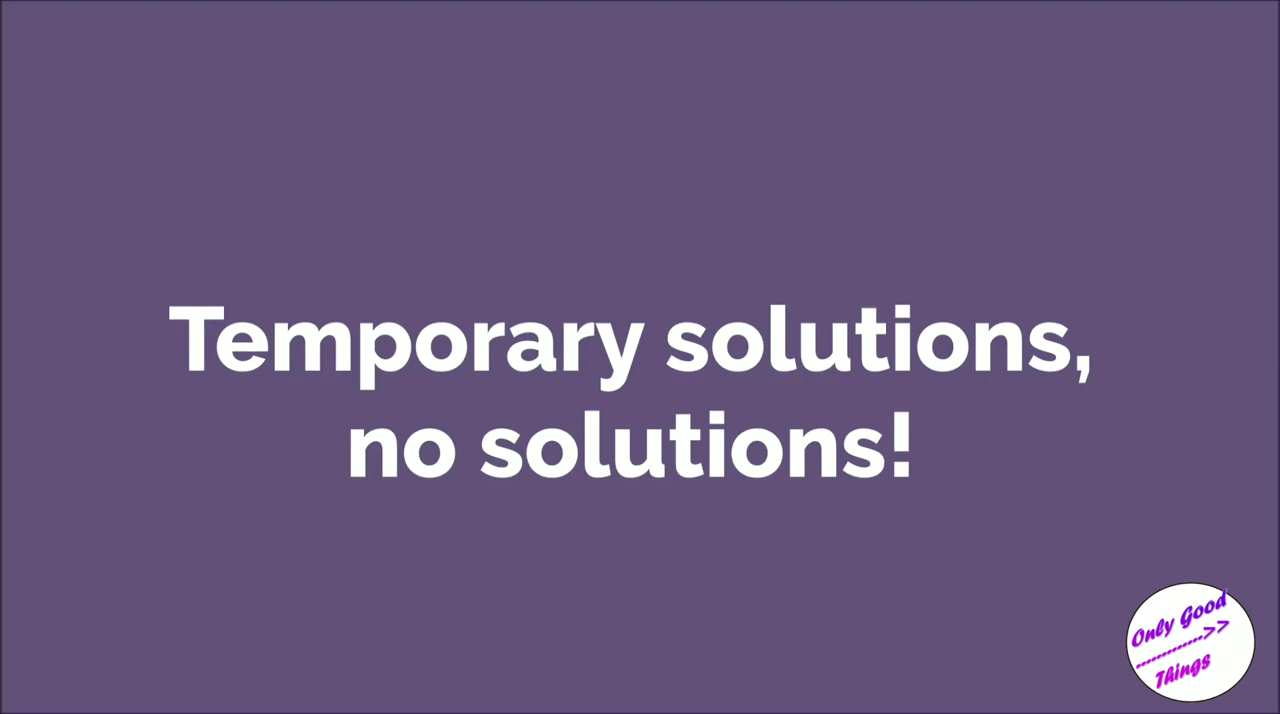 Temporary solutions,
no solutions!
Only Good
------------->>
Things